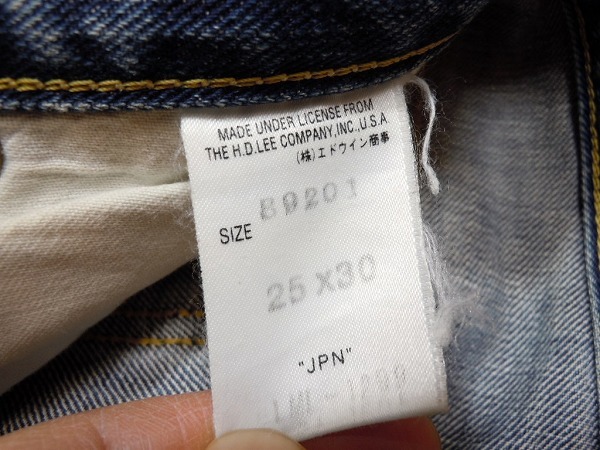 MADE UNDER LICENSE FROM
THE H.D.LEE COMPANY,INC.,U.S.A
(株)エドウイン商事
B9201
SIZE
25 X30
"JPN"